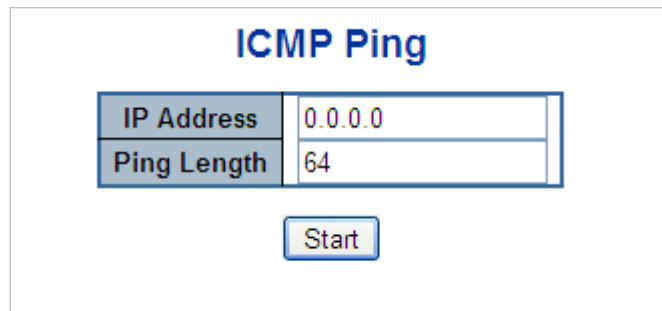 ICMP Ping
IP Address 0.0.0.0
Ping Length 64
Start